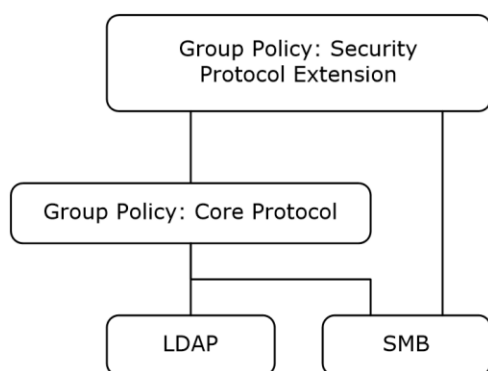 Group Policy: Security
Protocol Extension
Group Policy: Core Protocol
LDAP
SMB